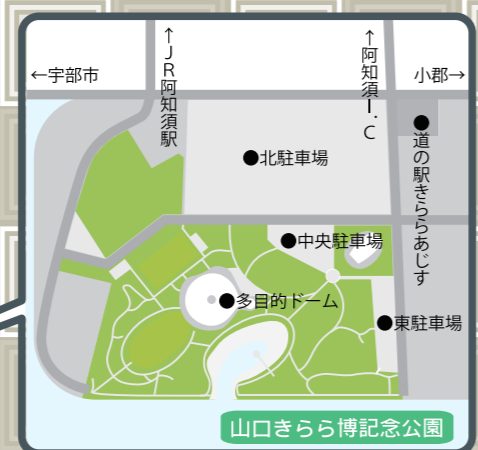 ←宇部市
↑JR阿知須駅
↑阿知須I.C
小郡→
●道の駅きららあじす
●北駐車場
●中央駐車場
●多目的ドーム
●東駐車場
山口きらら博記念公園